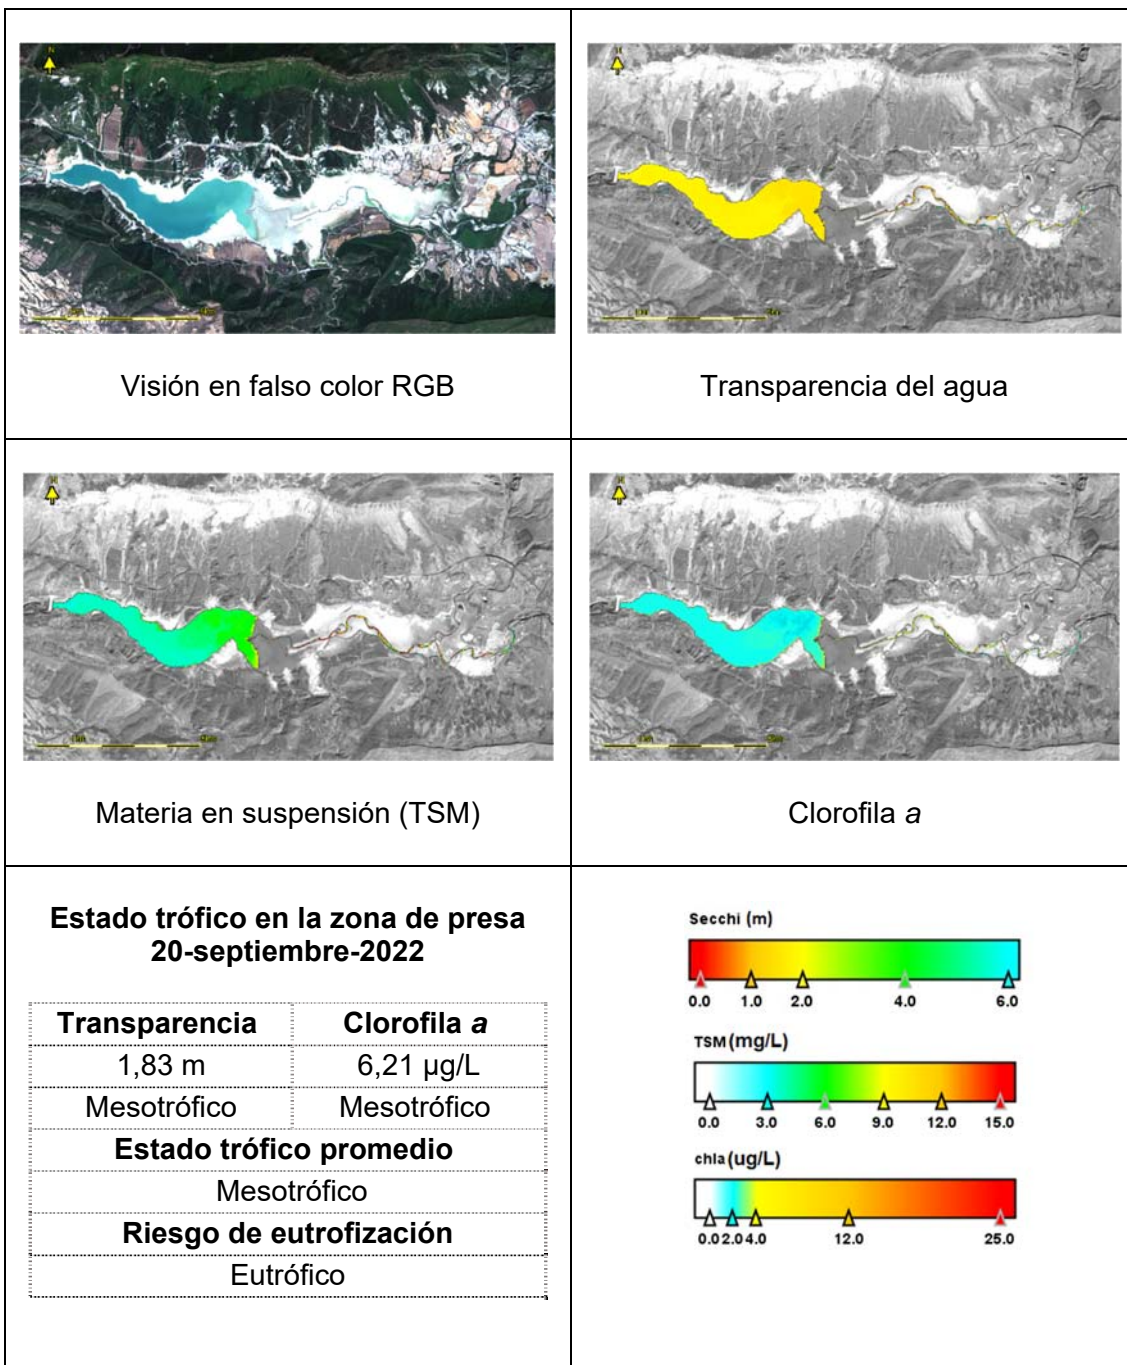 Visión en falso color RGB
Transparencia del agua
Materia en suspensión (TSM)
Clorofila a
Estado trófico en la zona de presa
20-septiembre-2022
Transparencia Clorofila a
1,83 m 6,21 µg/L
Mesotrófico Mesotrófico
Estado trófico promedio
Mesotrófico
Riesgo de eutrofización
Eutrófico
Secchi (m)
0.0 1.0 2.0 4.0 6.0
TSM (mg/L)
0.0 3.0 6.0 9.0 12.0 15.0
chla (ug/L)
0.0 2.0 4.0 12.0 25.0